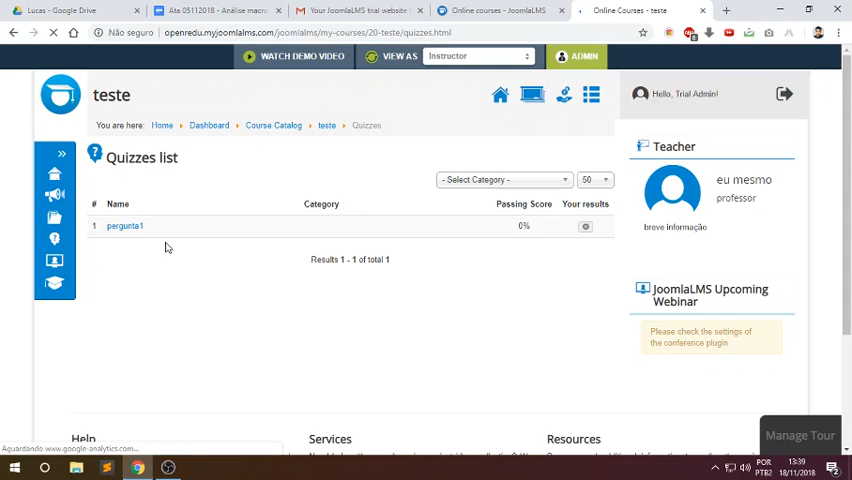 Lucas - Google Drive
Ata 05112018 - Análise macro
Your JoomlaLMS trial website
Online courses - JoomlaLMS
Online Courses - teste
Não seguro
openredu.myjoomlalms.com/joomlalms/my-courses/20-teste/quizzes.html
WATCH DEMO VIDEO
VIEW AS
Instructor
ADMIN
teste
Hello, Trial Admin!
You are here: Home Dashboard Course Catalog teste Quizzes
Teacher
Quizzes list
eu mesmo
professor
- Select Category -
50
# Name Category Passing Score Your results
1 pergunta1 0%
breve informação
Results 1 - 1 of total 1
JoomlaLMS Upcoming
Webinar
Please check the settings of
the conference plugin
Manage Tour
Help Services Resources
Aguardando www.google-analytics.com...
POR
PTB2
13:39
18/11/2018